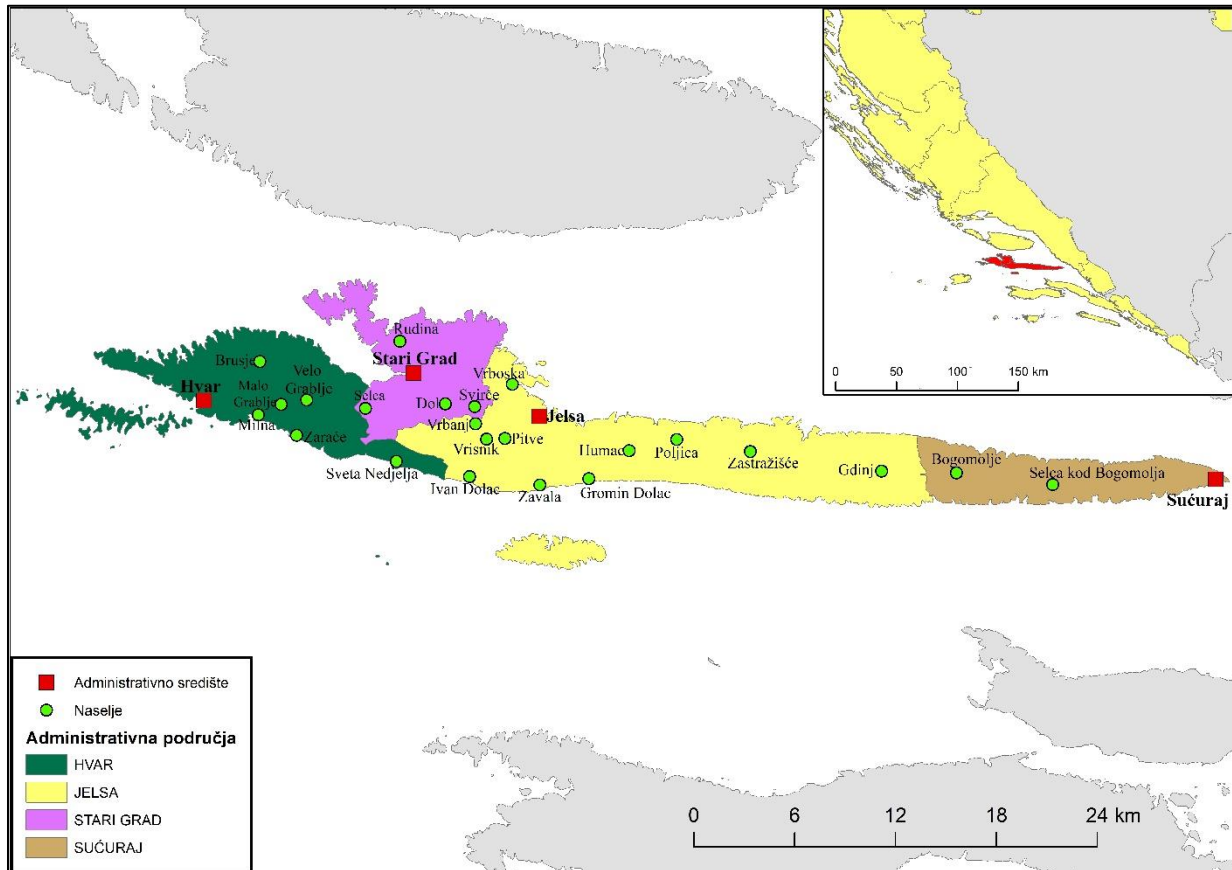 0 50 100 150 km
Rudina
Stari Grad
Brusje
Velo
Grablje
Vrboska
Hvar
Malo
Grablje
Selca
Dol
Svirče
Jelsa
Milna
Vrbanj
Zaraće
Vrisnik
Pitve
Humac
Poljica
Zastražišće
Gdinj
Bogomolje
Selca kod Bogomolja
Sveta Nedjelja
Ivan Dolac
Zavala
Gromin Dolac
Sućuraj
Administrativno središte
Naselje
Administrativna područja
HVAR
JELSA
STARI GRAD
SUĆURAJ
0 6 12 18 24 km